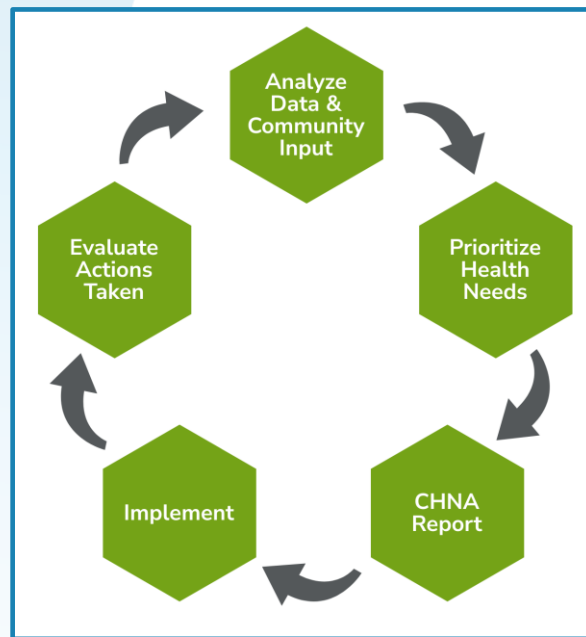 Analyze
Data &
Community
Input
Prioritize
Health
Needs
CHNA
Report
Implement
Evaluate
Actions
Taken